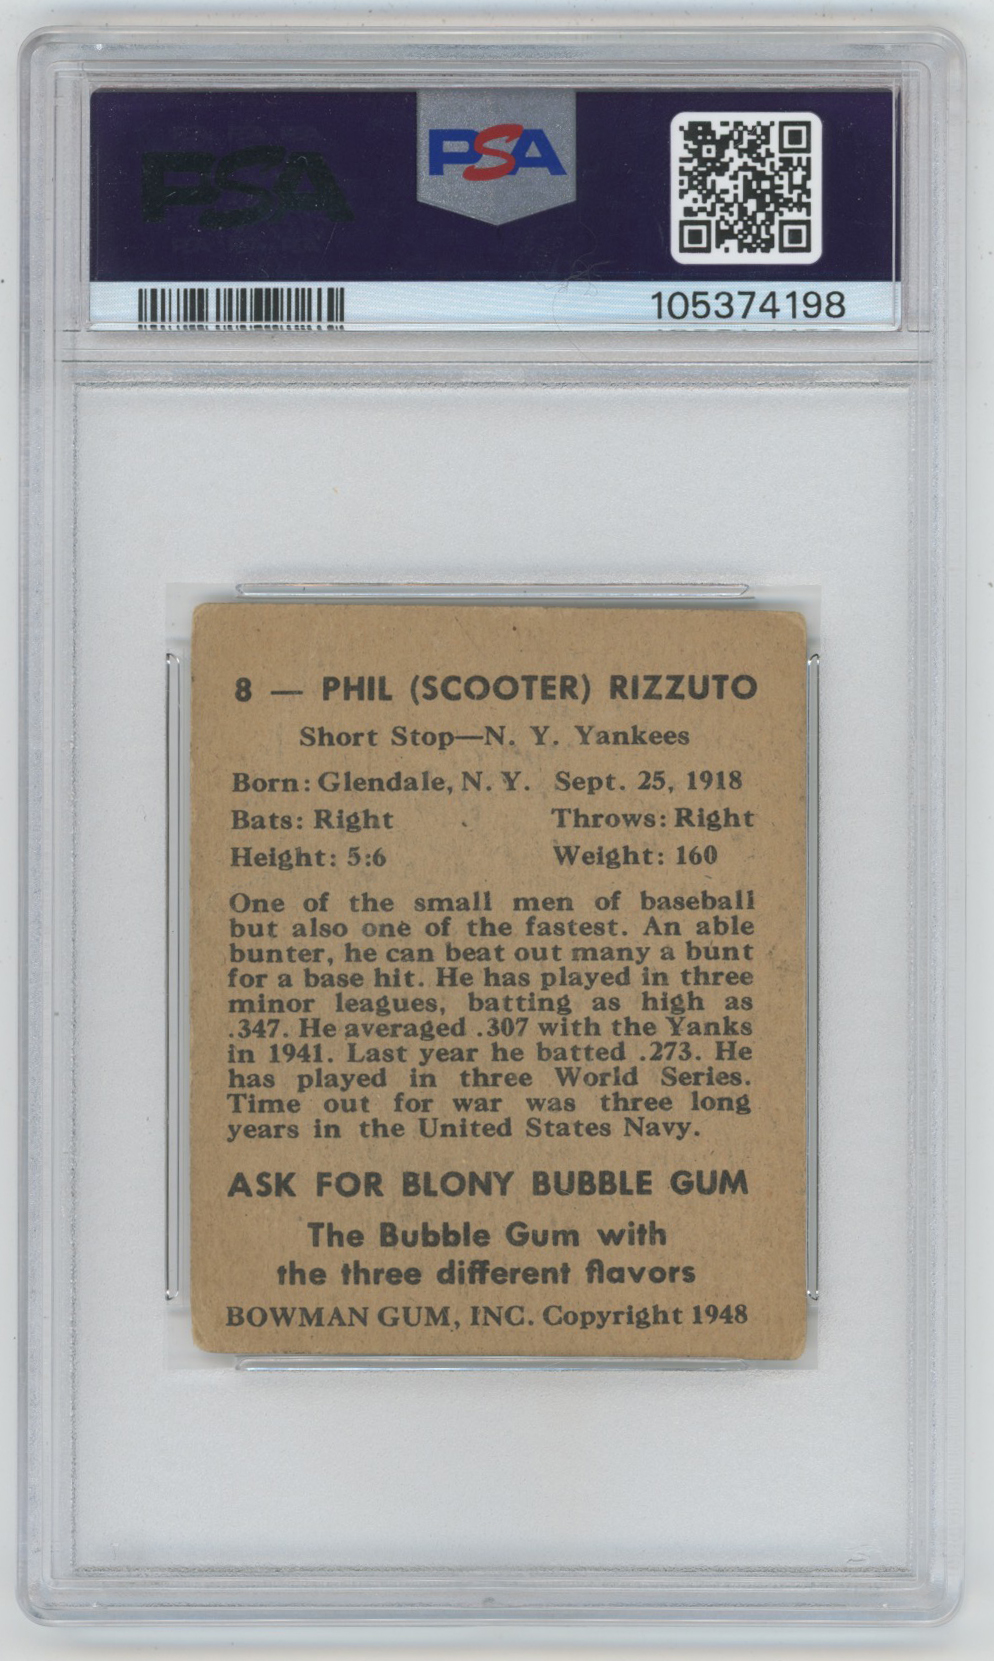 PSA
PSA
105374198
8 — PHIL (SCOOTER) RIZZUTO
Short Stop—N. Y. Yankees
Born: Glendale, N. Y. Sept. 25, 1918
Bats: Right Throws: Right
Height: 5:6 Weight: 160
One of the small men of baseball
but also one of the fastest. An able
bunter, he can beat out many a bunt
for a base hit. He has played in three
minor leagues, batting as high as
.347. He averaged .307 with the Yanks
in 1941. Last year he batted .273. He
has played in three World Series.
Time out for war was three long
years in the United States Navy.
ASK FOR BLONY BUBBLE GUM
The Bubble Gum with
the three different flavors
BOWMAN GUM, INC. Copyright 1948